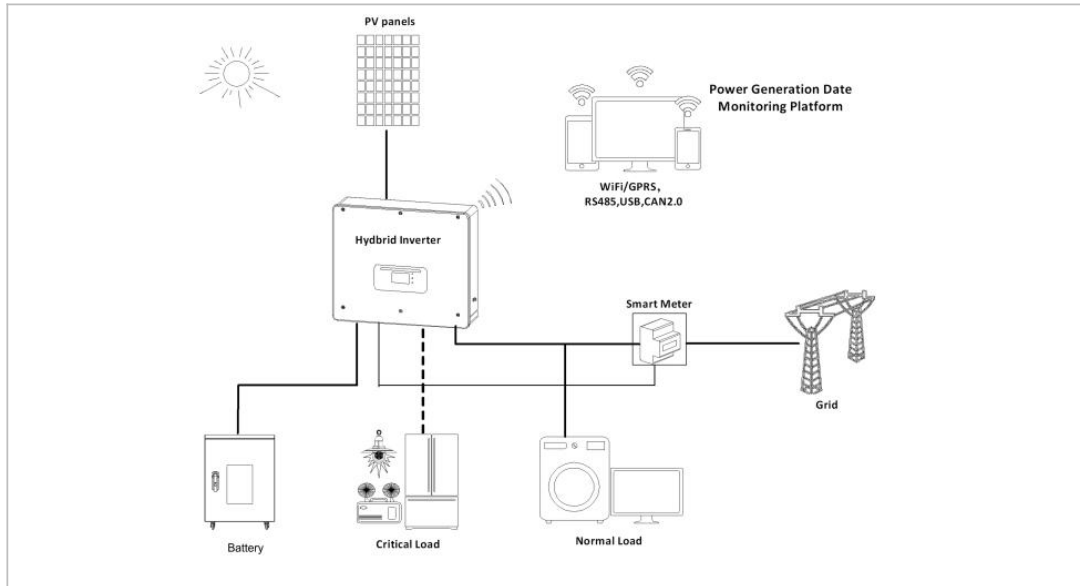 PV panels
Power Generation Date
Monitoring Platform
WiFi/GPRS,
RS485,USB,CAN2.0
Hydbrid Inverter
Smart Meter
Grid
Battery
Critical Load
Normal Load